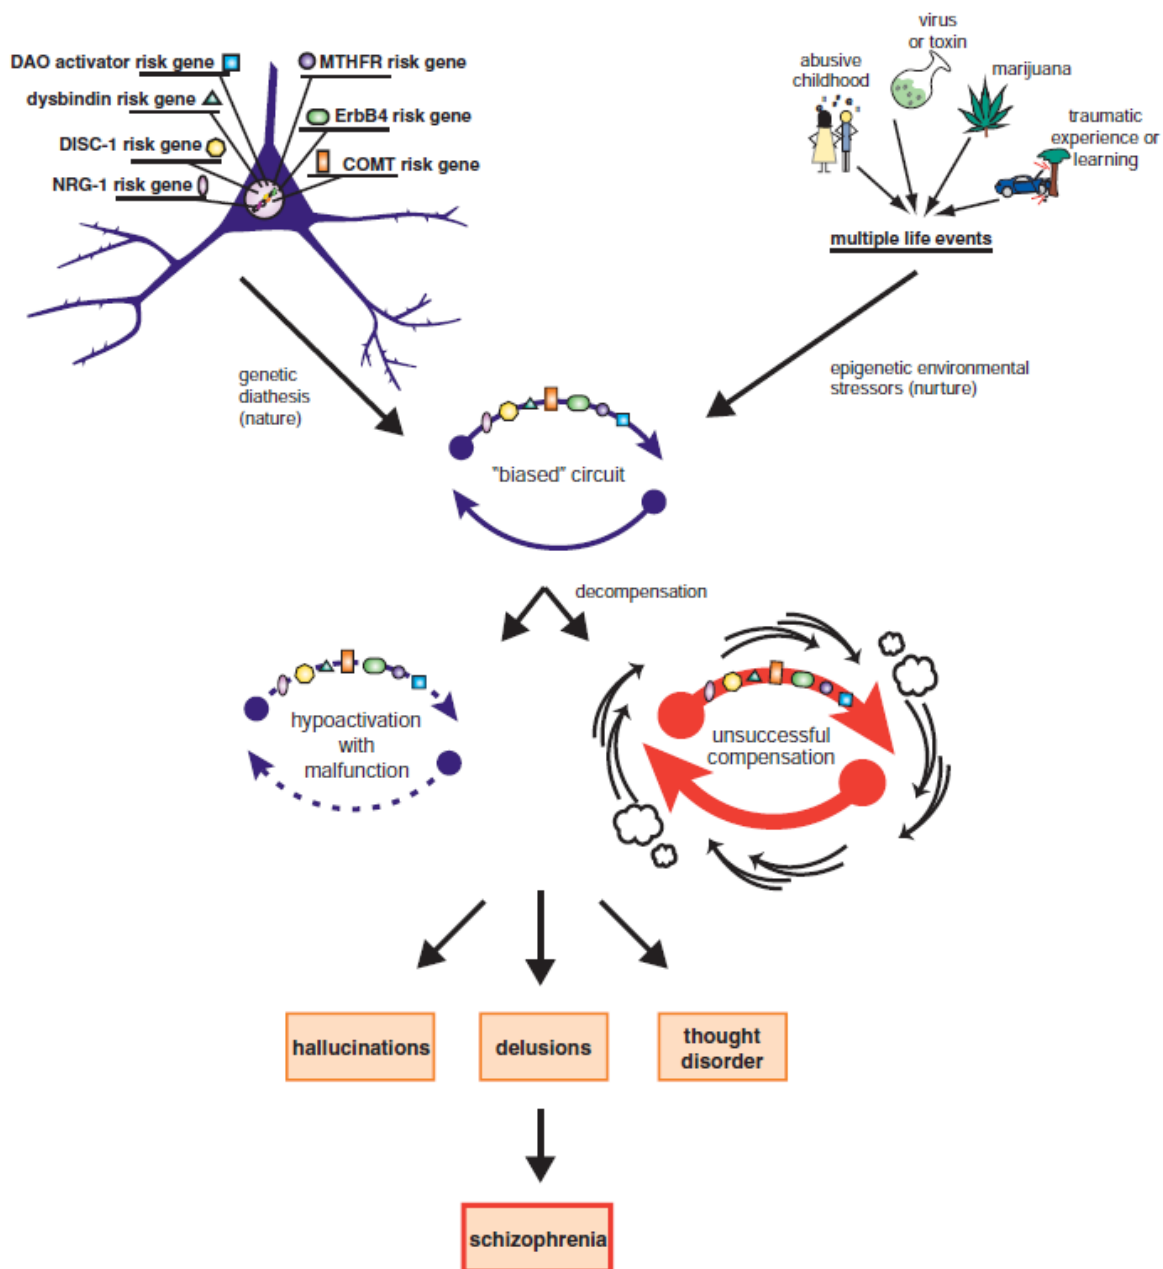 DAO activator risk gene
dysbindin risk gene
DISC-1 risk gene
NRG-1 risk gene
MTHFR risk gene
ErbB4 risk gene
COMT risk gene
virus
or toxin
abusive
childhood
marijuana
traumatic
experience or
learning
multiple life events
genetic
diathesis
(nature)
epigenetic environmental
stressors (nurture)
"biased" circuit
decompensation
hypoactivation
with
malfunction
unsuccessful
compensation
hallucinations
delusions
thought
disorder
schizophrenia